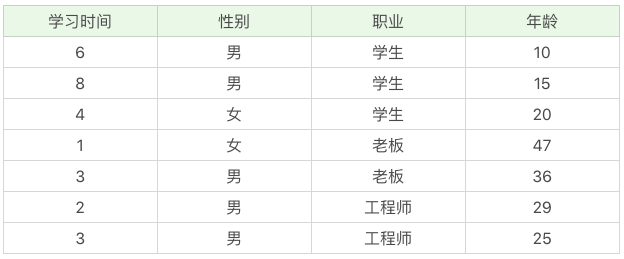 学习时间 性别 职业 年龄
6 男 学生 10
8 男 学生 15
4 女 学生 20
1 女 老板 47
3 男 老板 36
2 男 工程师 29
3 男 工程师 25